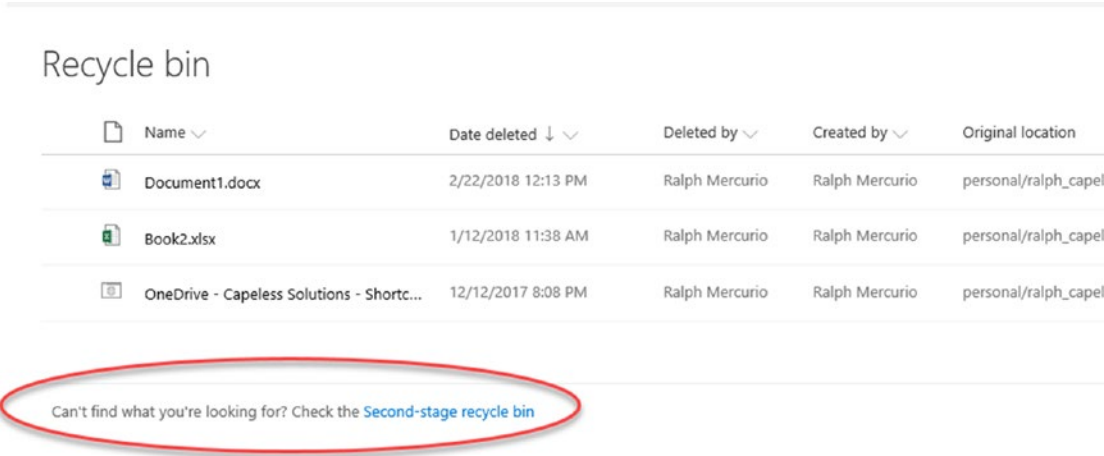 Recycle bin
Name Date deleted ↓ Deleted by Created by Original location
Document1.docx 2/22/2018 12:13 PM Ralph Mercurio Ralph Mercurio personal/ralph_capel
Book2.xlsx 1/12/2018 11:38 AM Ralph Mercurio Ralph Mercurio personal/ralph_capel
OneDrive - Capeless Solutions - Shortc... 12/12/2017 8:08 PM Ralph Mercurio Ralph Mercurio personal/ralph_capel
Can't find what you're looking for? Check the Second-stage recycle bin